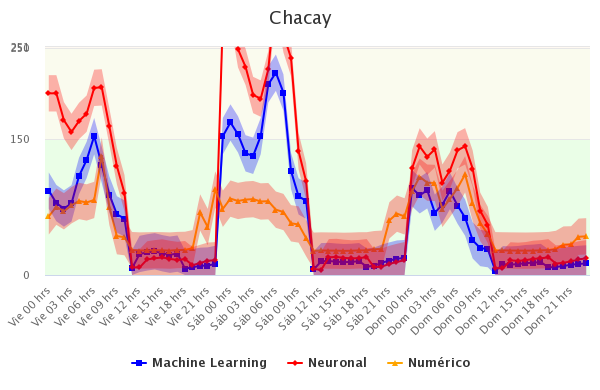 Chacay
150
0
Vie 00 hrs
Vie 03 hrs
Vie 06 hrs
Vie 09 hrs
Vie 12 hrs
Vie 15 hrs
Vie 18 hrs
Vie 21 hrs
Sáb 00 hrs
Sáb 03 hrs
Sáb 06 hrs
Sáb 09 hrs
Sáb 12 hrs
Sáb 15 hrs
Sáb 18 hrs
Sáb 21 hrs
Dom 00 hrs
Dom 03 hrs
Dom 06 hrs
Dom 09 hrs
Dom 12 hrs
Dom 15 hrs
Dom 18 hrs
Dom 21 hrs
Machine Learning Neuronal Numérico